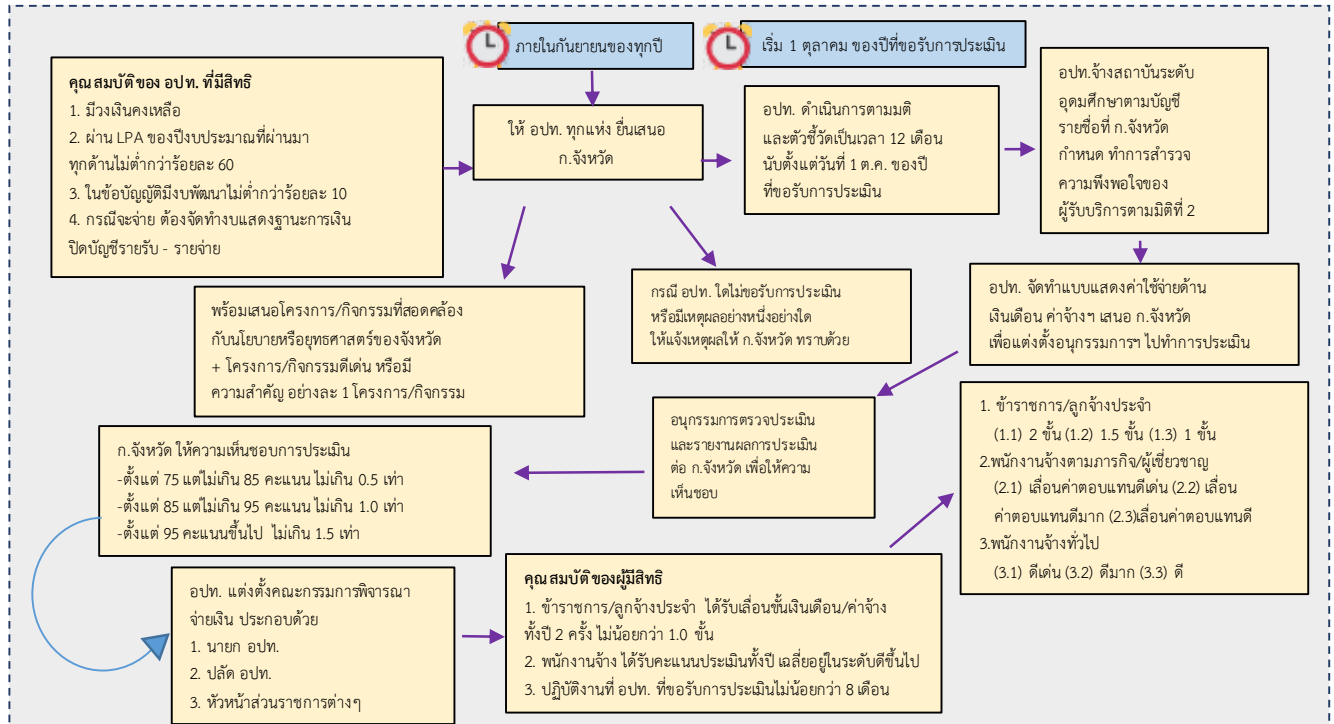 ภายในกันยายนของทุกปี
เริ่ม 1 ตุลาคม ของปีที่ขอรับการประเมิน
คุณสมบัติของ อปท. ที่มีสิทธิ
1. มีวงเงินคงเหลือ
2. ผ่าน LPA ของปีงบประมาณที่ผ่านมา
ทุกด้านไม่ต่ำกว่าร้อยละ 60
3. ในข้อบัญญัติมีงบพัฒนาไม่ต่ำกว่าร้อยละ 10
4. กรณีจะจ่าย ต้องจัดทำงบแสดงฐานะการเงิน
ปิดบัญชีรายรับ - รายจ่าย
ให้ อปท. ทุกแห่ง ยื่นเสนอ
ก.จังหวัด
อปท. ดำเนินการตามมติ
และตัวชี้วัดเป็นเวลา 12 เดือน
นับตั้งแต่วันที่ 1 ต.ค. ของปี
ที่ขอรับการประเมิน
อปท.จ้างสถาบันระดับ
อุดมศึกษาตามบัญชี
รายชื่อที่ ก.จังหวัด
กำหนด ทำการสำรวจ
ความพึงพอใจของ
ผู้รับบริการตามมิติที่ 2
พร้อมเสนอโครงการ/กิจกรรมที่สอดคล้อง
กับนโยบายหรือยุทธศาสตร์ของจังหวัด
+ โครงการ/กิจกรรมดีเด่น หรือมี
ความสำคัญ อย่างละ 1 โครงการ/กิจกรรม
กรณี อปท. ใดไม่ขอรับการประเมิน
หรือมีเหตุผลอย่างหนึ่งอย่างใด
ให้แจ้งเหตุผลให้ ก.จังหวัด ทราบด้วย
อปท. จัดทำแบบแสดงค่าใช้จ่ายด้าน
เงินเดือน ค่าจ้างฯ เสนอ ก.จังหวัด
เพื่อแต่งตั้งอนุกรรมการฯ ไปทำการประเมิน
อนุกรรมการตรวจประเมิน
และรายงานผลการประเมิน
ต่อ ก.จังหวัด เพื่อให้ความ
เห็นชอบ
ก.จังหวัด ให้ความเห็นชอบการประเมิน
-ตั้งแต่ 75 แต่ไม่เกิน 85 คะแนน ไม่เกิน 0.5 เท่า
-ตั้งแต่ 85 แต่ไม่เกิน 95 คะแนน ไม่เกิน 1.0 เท่า
-ตั้งแต่ 95 คะแนนขึ้นไป ไม่เกิน 1.5 เท่า
อปท. แต่งตั้งคณะกรรมการพิจารณา
จ่ายเงิน ประกอบด้วย
1. นายก อปท.
2. ปลัด อปท.
3. หัวหน้าส่วนราชการต่างๆ
คุณสมบัติของผู้มีสิทธิ
1. ข้าราชการ/ลูกจ้างประจำ ได้รับเลื่อนขั้นเงินเดือน/ค่าจ้าง
ทั้งปี 2 ครั้ง ไม่น้อยกว่า 1.0 ขั้น
2. พนักงานจ้าง ได้รับคะแนนประเมินทั้งปี เฉลี่ยอยู่ในระดับดีขึ้นไป
3. ปฏิบัติงานที่ อปท. ที่ขอรับการประเมินไม่น้อยกว่า 8 เดือน
1. ข้าราชการ/ลูกจ้างประจำ
(1.1) 2 ขั้น (1.2) 1.5 ขั้น (1.3) 1 ขั้น
2.พนักงานจ้างตามภารกิจ/ผู้เชี่ยวชาญ
(2.1) เลื่อนค่าตอบแทนดีเด่น (2.2) เลื่อน
ค่าตอบแทนดีมาก (2.3)เลื่อนค่าตอบแทนดี
3.พนักงานจ้างทั่วไป
(3.1) ดีเด่น (3.2) ดีมาก (3.3) ดี